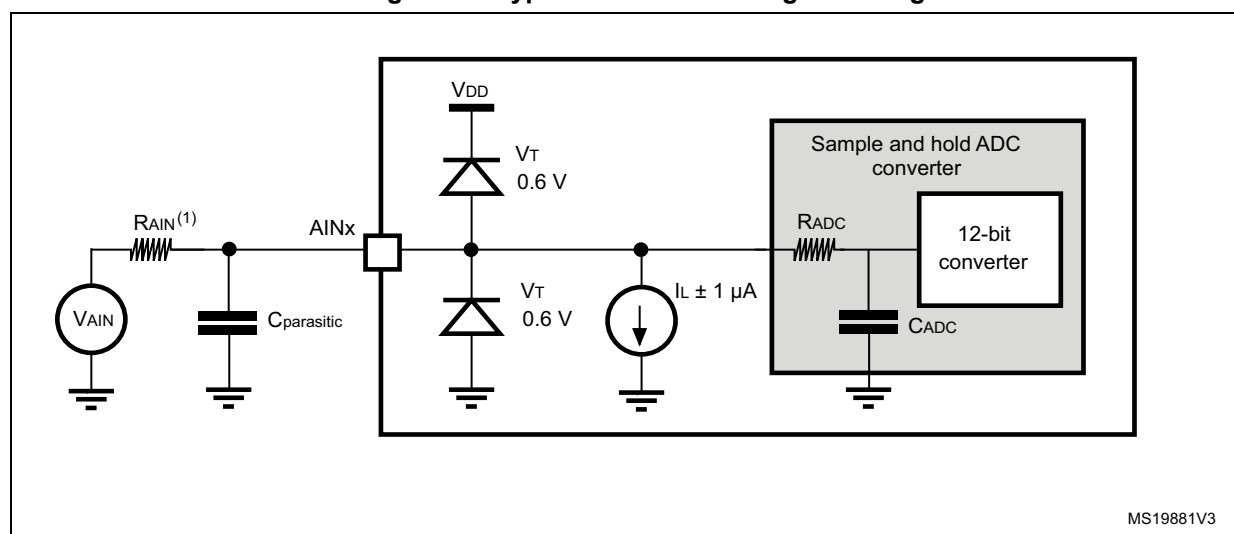 VDD
Sample and hold ADC
converter
VT
0.6 V
RAIN(1)
AINx
RADC
12-bit
converter
VT
0.6 V
IL ± 1 μA
VAIN
Cparasitic
CADC
MS19881V3